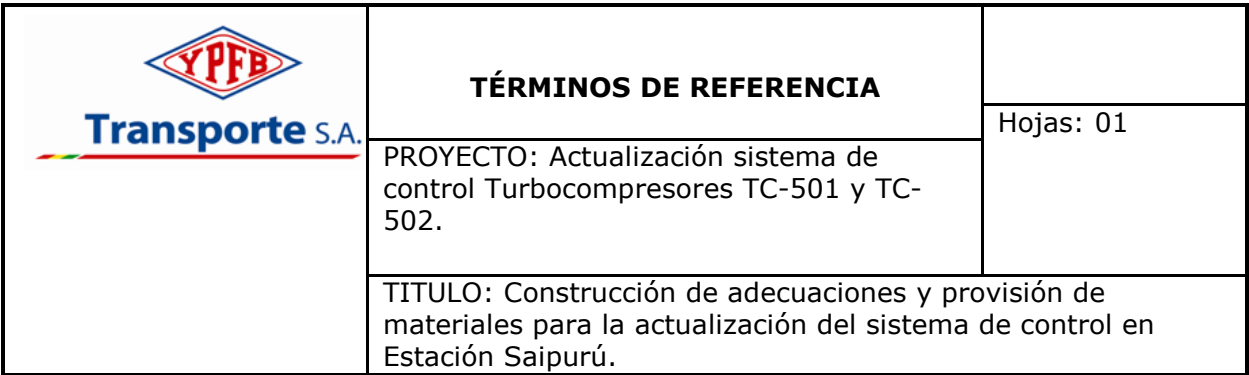 YPFB
Transporte S.A.
TÉRMINOS DE REFERENCIA
Hojas: 01
PROYECTO: Actualización sistema de
control Turbocompresores TC-501 y TC-
502.
TITULO: Construcción de adecuaciones y provisión de
materiales para la actualización del sistema de control en
Estación Saipurú.